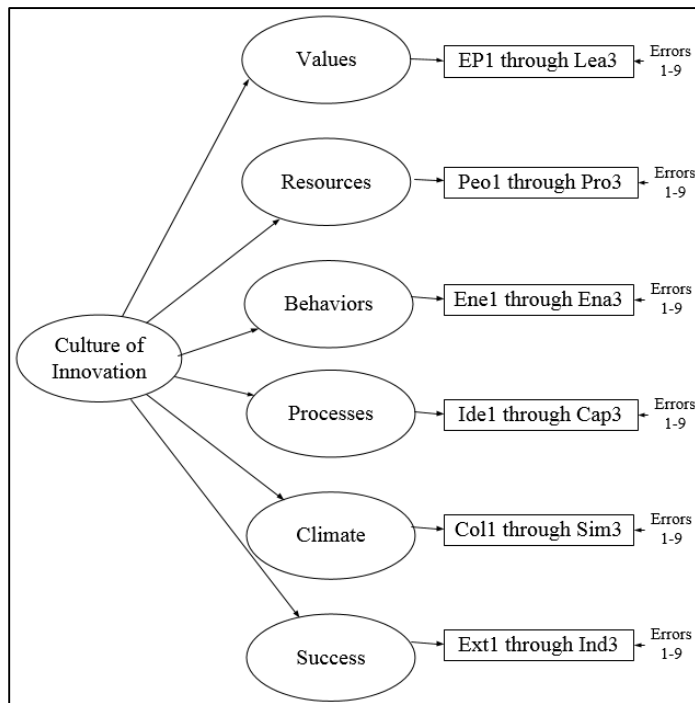 Values
EP1 through Lea3
Errors
1-9
Resources
Peo1 through Pro3
Errors
1-9
Behaviors
Ene1 through Ena3
Errors
1-9
Culture of
Innovation
Processes
Ide1 through Cap3
Errors
1-9
Climate
Col1 through Sim3
Errors
1-9
Success
Ext1 through Ind3
Errors
1-9